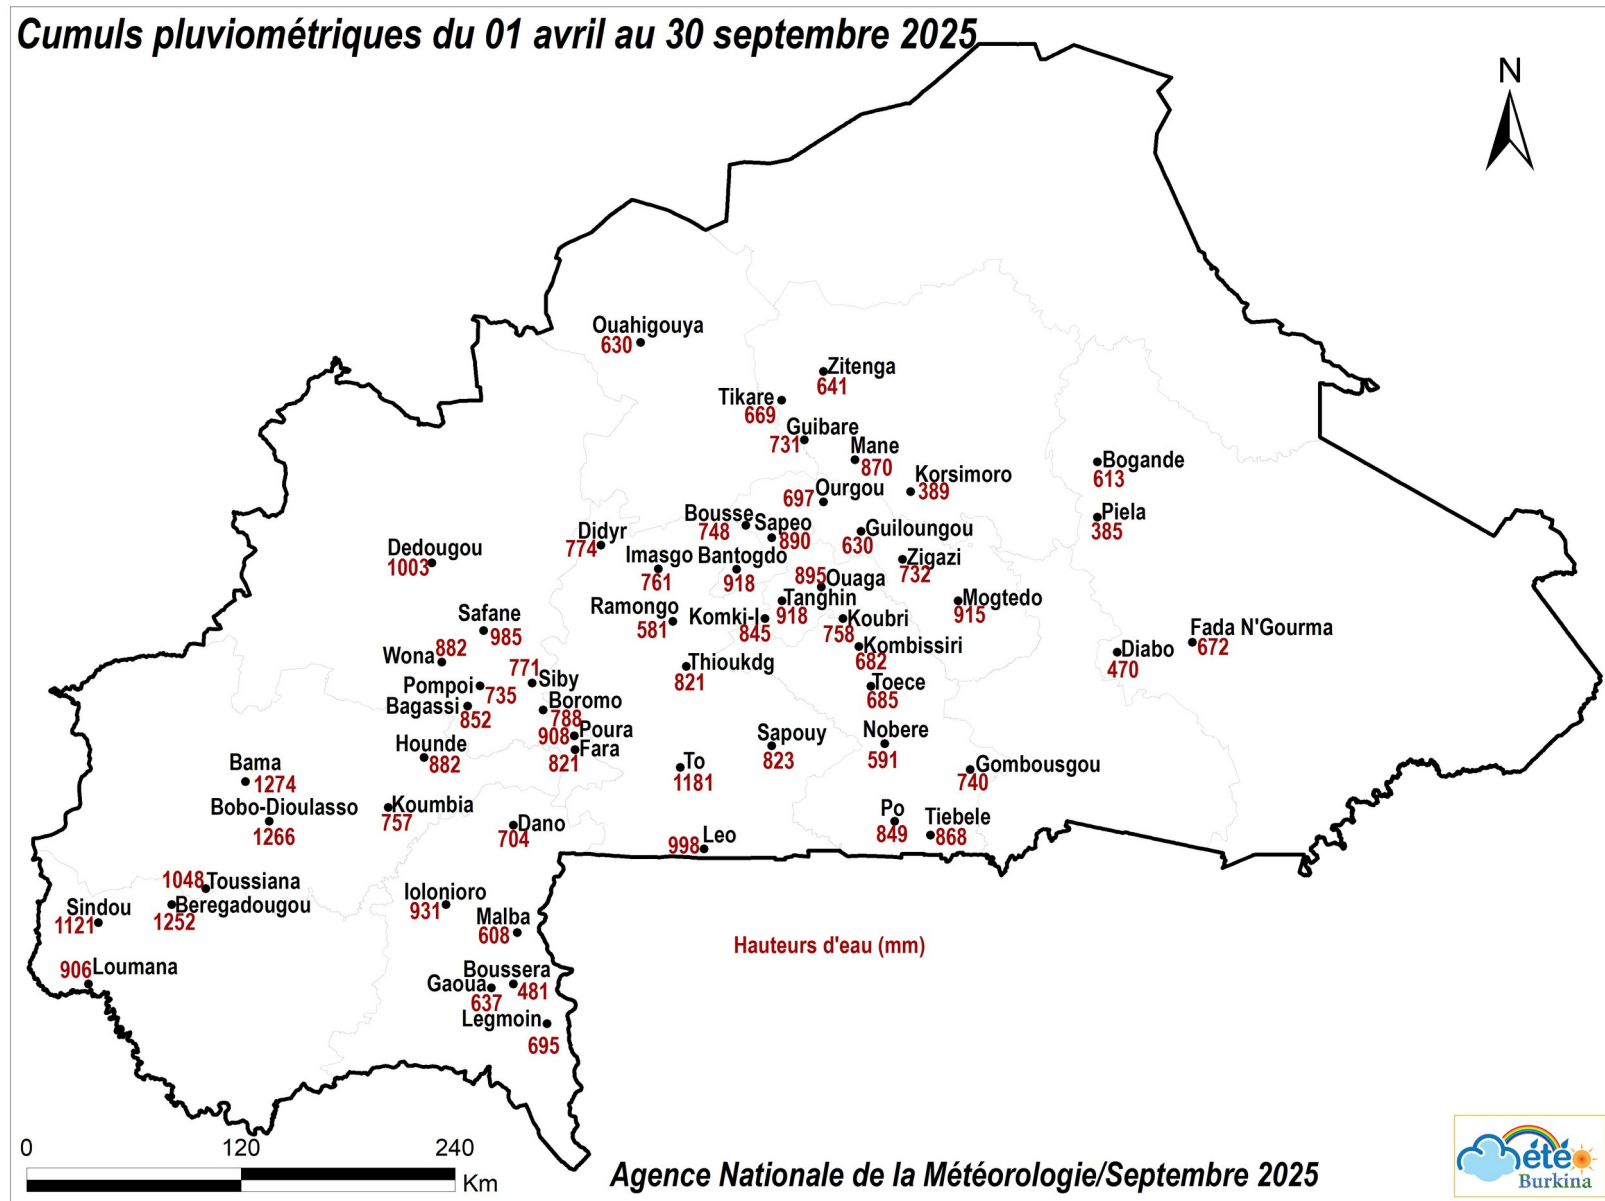 Cumuls pluviométriques du 01 avril au 30 septembre 2025
N
Ouahigouya
630
Zitenga
641
Tikare
669
Guibare
731
Mane
870
Korsimoro
389
Bogande
613
Ourgou
697
Piela
385
Bousse
748
Sapeo
890
Guiloungou
630
Didyr
774
Dedougou
1003
Imasgo
761
Bantogdo
918
Zigazi
732
895
Ouaga
Tanghin
918
Mogtedo
915
Ramongo
581
Komki-I
845
Koubri
758
Safane
985
Fada N'Gourma
672
Diabo
470
Kombissiri
682
Wona
882
Thioukdg
821
771
Siby
Pompoi
735
Toece
685
Bagassi
852
Boromo
788
908
Poura
Fara
821
Sapouy
823
Nobere
591
Hounde
882
To
1181
Gombousgou
740
Bama
1274
Bobo-Dioulasso
1266
Koumbia
757
Dano
704
Po
849
Tiebele
868
Leo
998
1048
Toussiana
Beregadougou
1252
Iolonioro
931
Sindou
1121
Malba
608
Hauteurs d'eau (mm)
906
Loumana
Boussera
481
Gaoua
637
Legmoin
695
0 120 240
Km
Agence Nationale de la Météorologie/Septembre 2025
Météo
Burkina